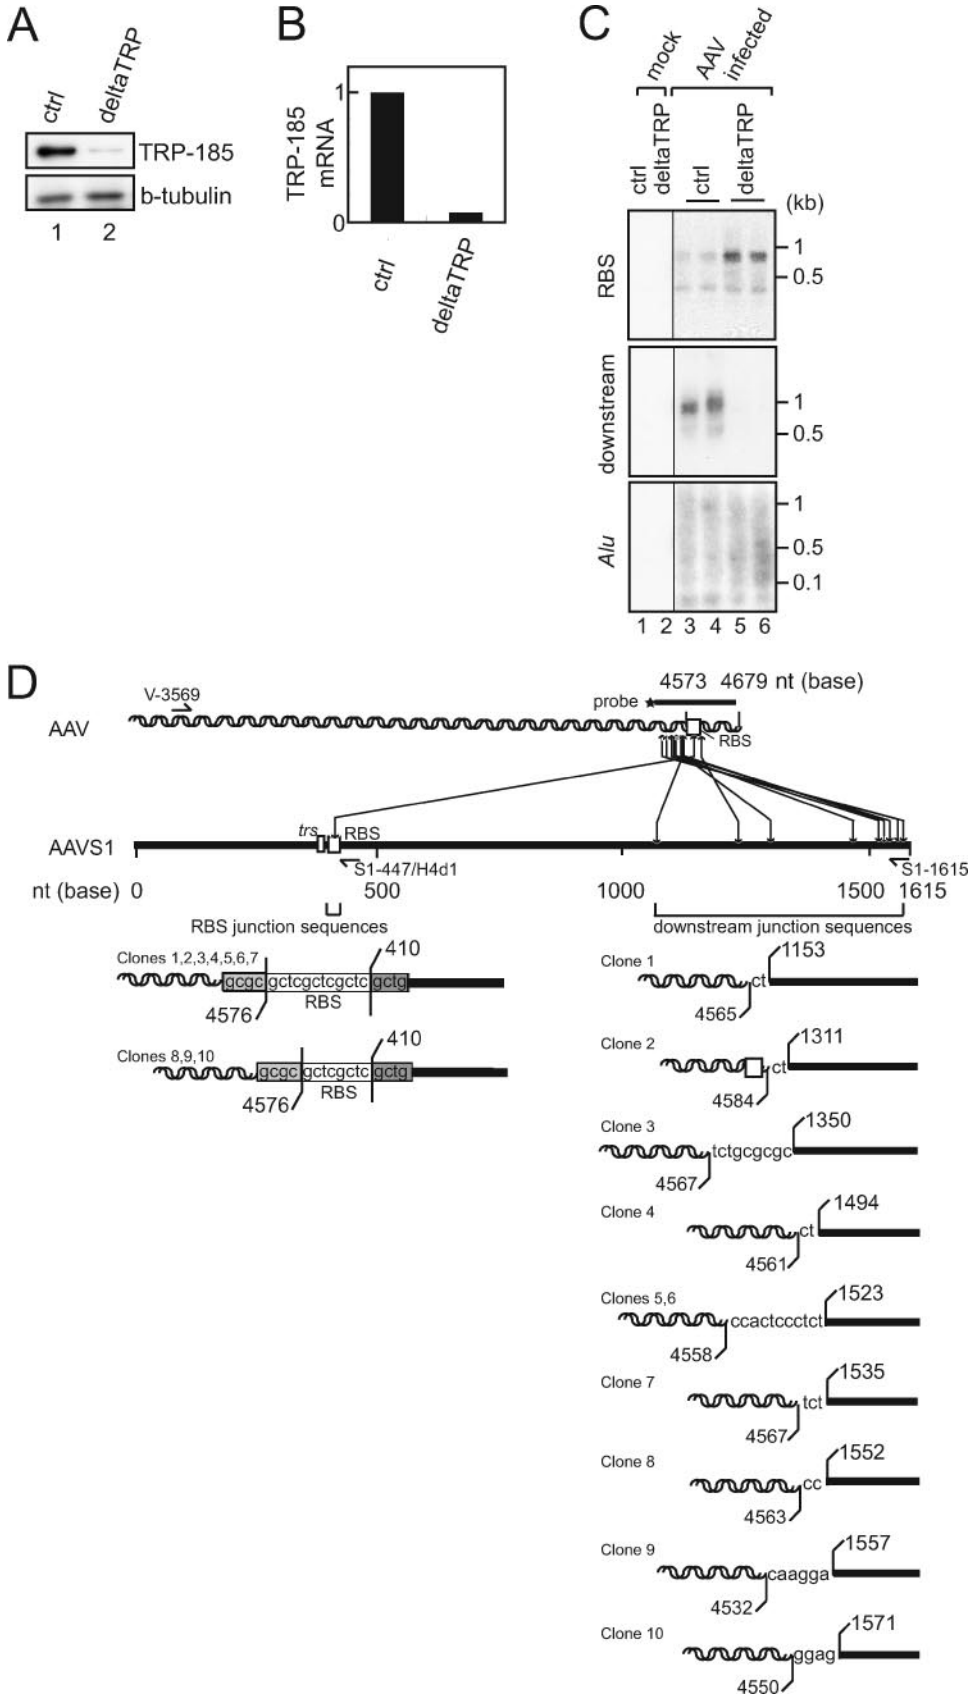 A
ctrl
deltaTRP
TRP-185
b-tubulin
1 2
B
TRP-185
mRNA
1
0
ctrl
deltaTRP
C
mock
AAV
infected
ctrl
deltaTRP
ctrl
deltaTRP
(kb)
RBS
1
0.5
downstream
1
0.5
Alu
1
0.5
0.1
1 2 3 4 5 6
D
4573 4679 nt (base)
V-3569
probe
AAV
RBS
trs
RBS
AAVS1
S1-447/H4d1
S1-1615
nt (base) 0 500 1000 1500 1615
RBS junction sequences
downstream junction sequences
Clones 1,2,3,4,5,6,7
410
gcgc gctcgctcgctc gctg
RBS
4576
Clones 8,9,10
410
gcgc gctcgctc gctg
RBS
4576
Clone 1
1153
ct
4565
Clone 2
1311
ct
4584
Clone 3
1350
tctgcgcgc
4567
Clone 4
1494
ct
4561
Clones 5,6
1523
ccactccctct
4558
Clone 7
1535
tct
4567
Clone 8
1552
cc
4563
Clone 9
1557
caagga
4532
Clone 10
1571
ggag
4550